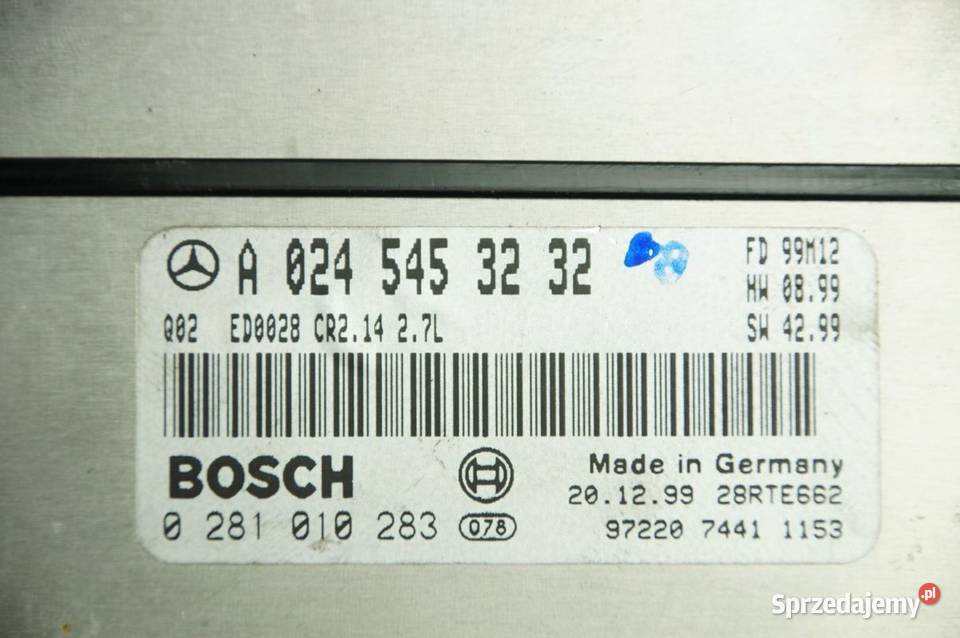 A 024 545 32 32
FD 99M12
HW 08.99
SW 42.99
Q02 ED0028 CR2.14 2.7L
BOSCH
Made in Germany
20.12.99 28RTE662
0 281 010 283 Q78
97220 7441 1153
Sprzedajemy.pl